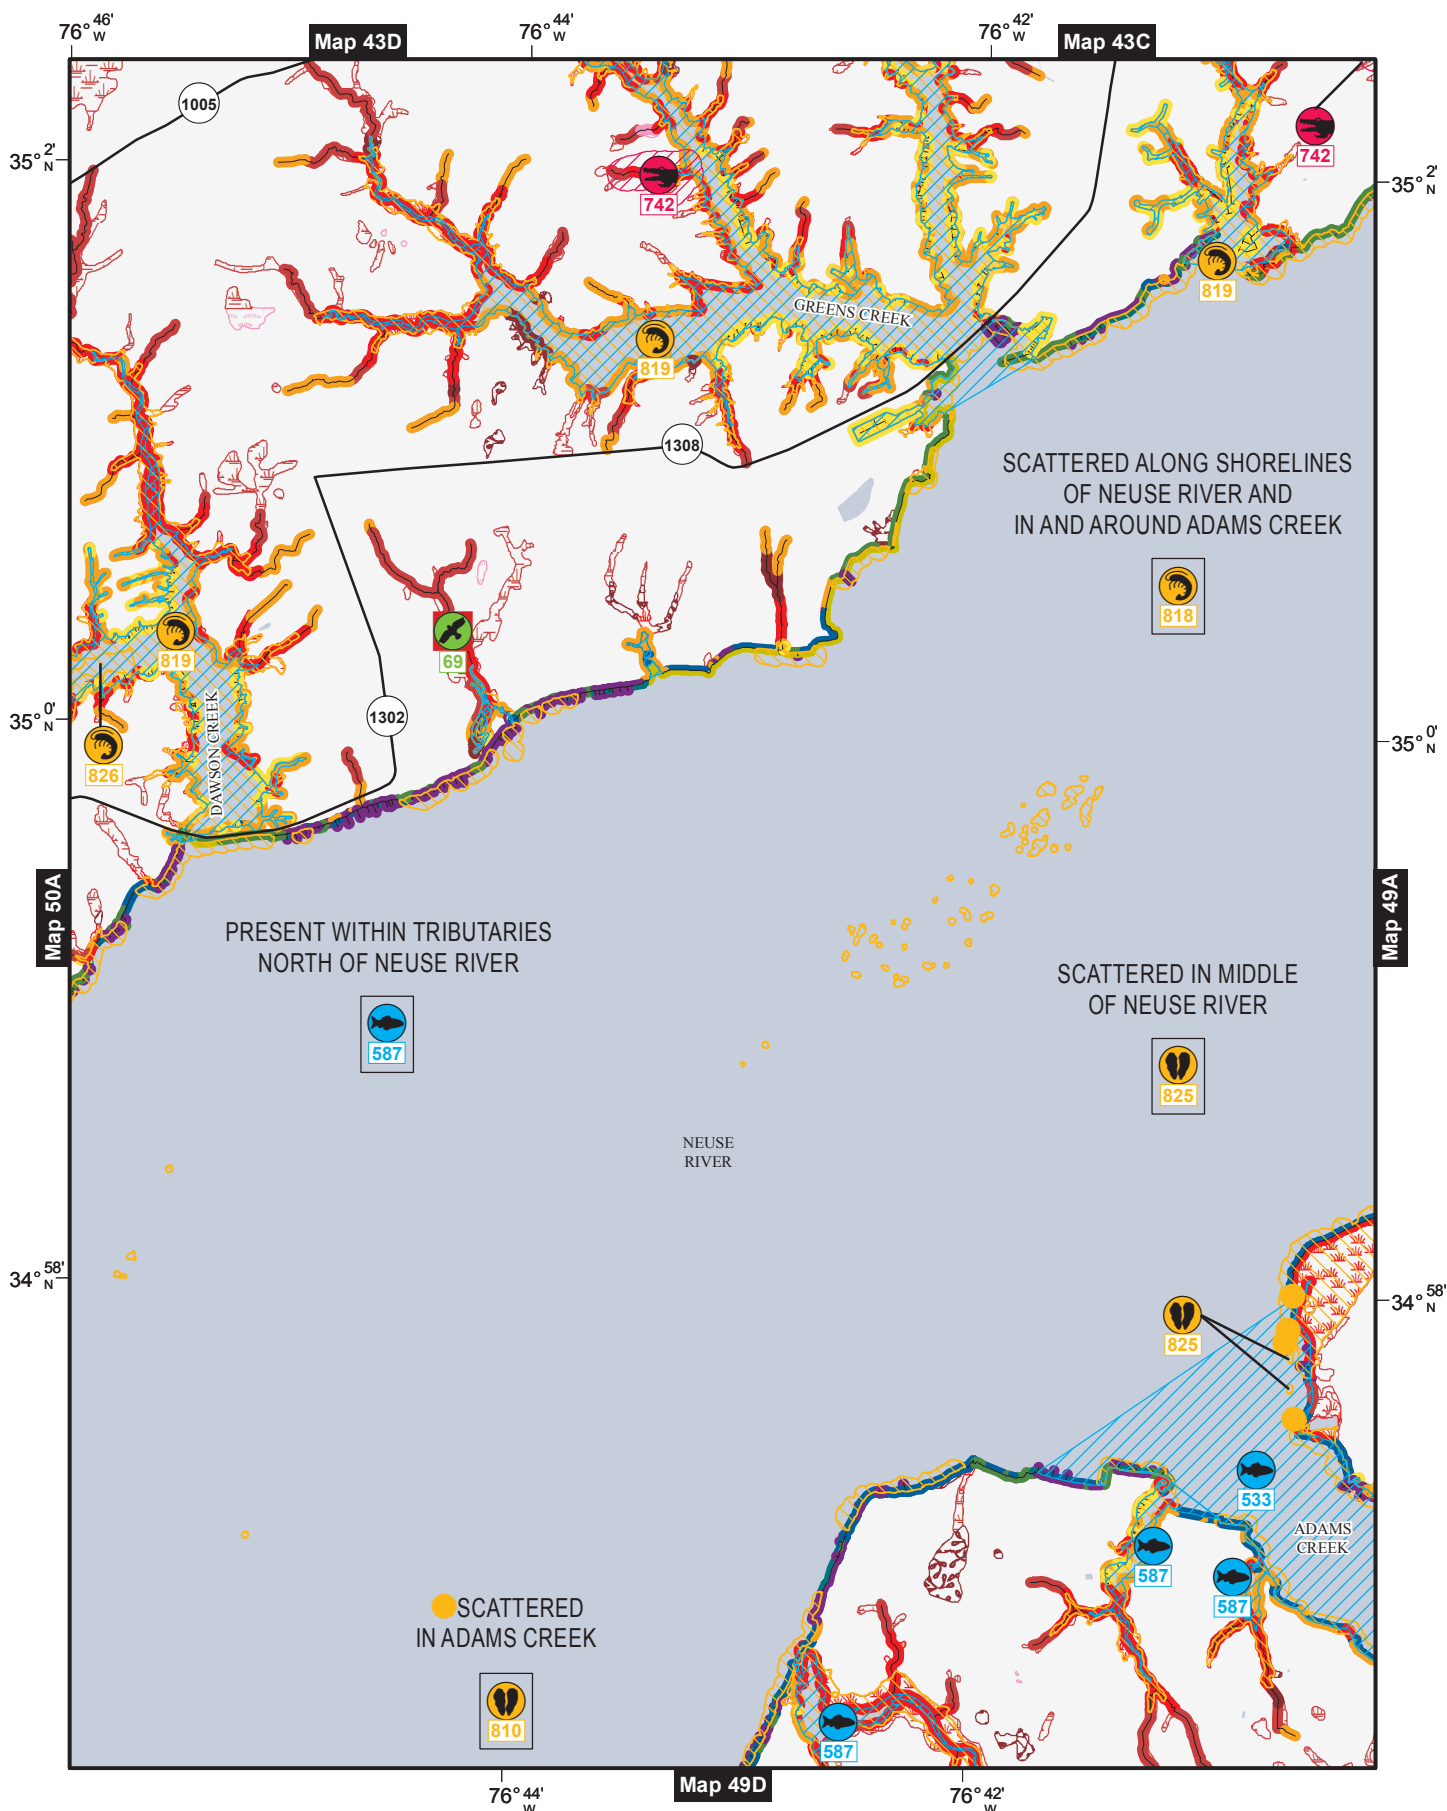 76° 46' W
76° 44' W
76° 42' W
Map 43D
Map 43C
1005
35° 2' N
742
742
35° 2' N
819
GREENS CREEK
819
1308
SCATTERED ALONG SHORELINES
OF NEUSE RIVER AND
IN AND AROUND ADAMS CREEK
818
819
69
DAWSON CREEK
1302
35° 0' N
35° 0' N
826
Map 50A
Map 49A
PRESENT WITHIN TRIBUTARIES
NORTH OF NEUSE RIVER
587
SCATTERED IN MIDDLE
OF NEUSE RIVER
825
NEUSE
RIVER
34° 58' N
34° 58' N
825
533
ADAMS
CREEK
587
587
SCATTERED
IN ADAMS CREEK
810
587
Map 49D
76° 44' W
76° 42' W